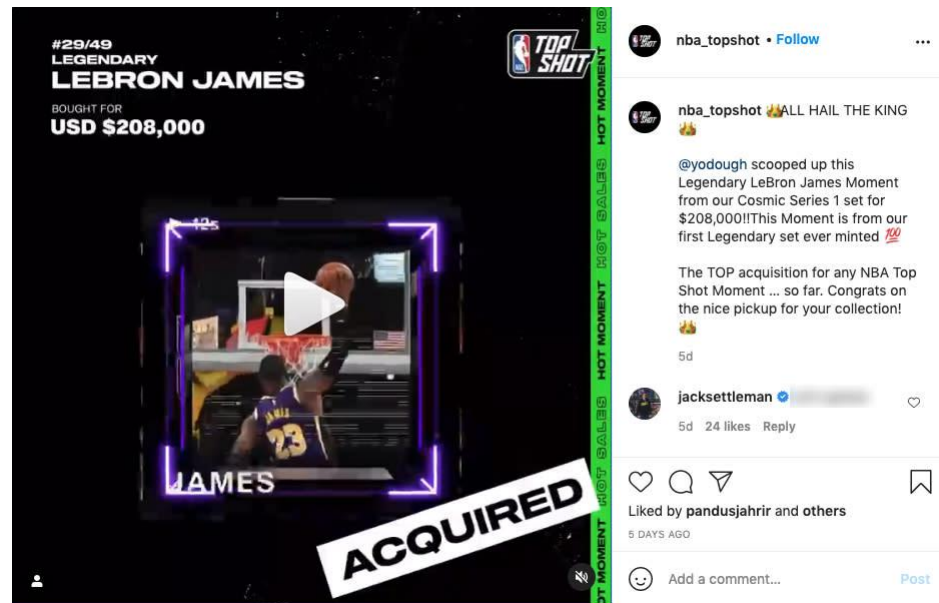 #29/49
LEGENDARY
LEBRON JAMES
BOUGHT FOR
USD $208,000
TOP
SHOT
12s
JAMES
23
JAMES
ACQUIRED
HOT MOMENT
HOT SALES
HOT MOMENT
HOT SALES
HOT MOMENT
nba_topshot • Follow
nba_topshot 👑ALL HAIL THE KING
👑
@yodough scooped up this
Legendary LeBron James Moment
from our Cosmic Series 1 set for
$208,000!!This Moment is from our
first Legendary set ever minted 💯
The TOP acquisition for any NBA Top
Shot Moment ... so far. Congrats on
the nice pickup for your collection!
👑
5d
jacksettleman
5d 24 likes Reply
Liked by pandusjahrir and others
5 DAYS AGO
Add a comment... Post